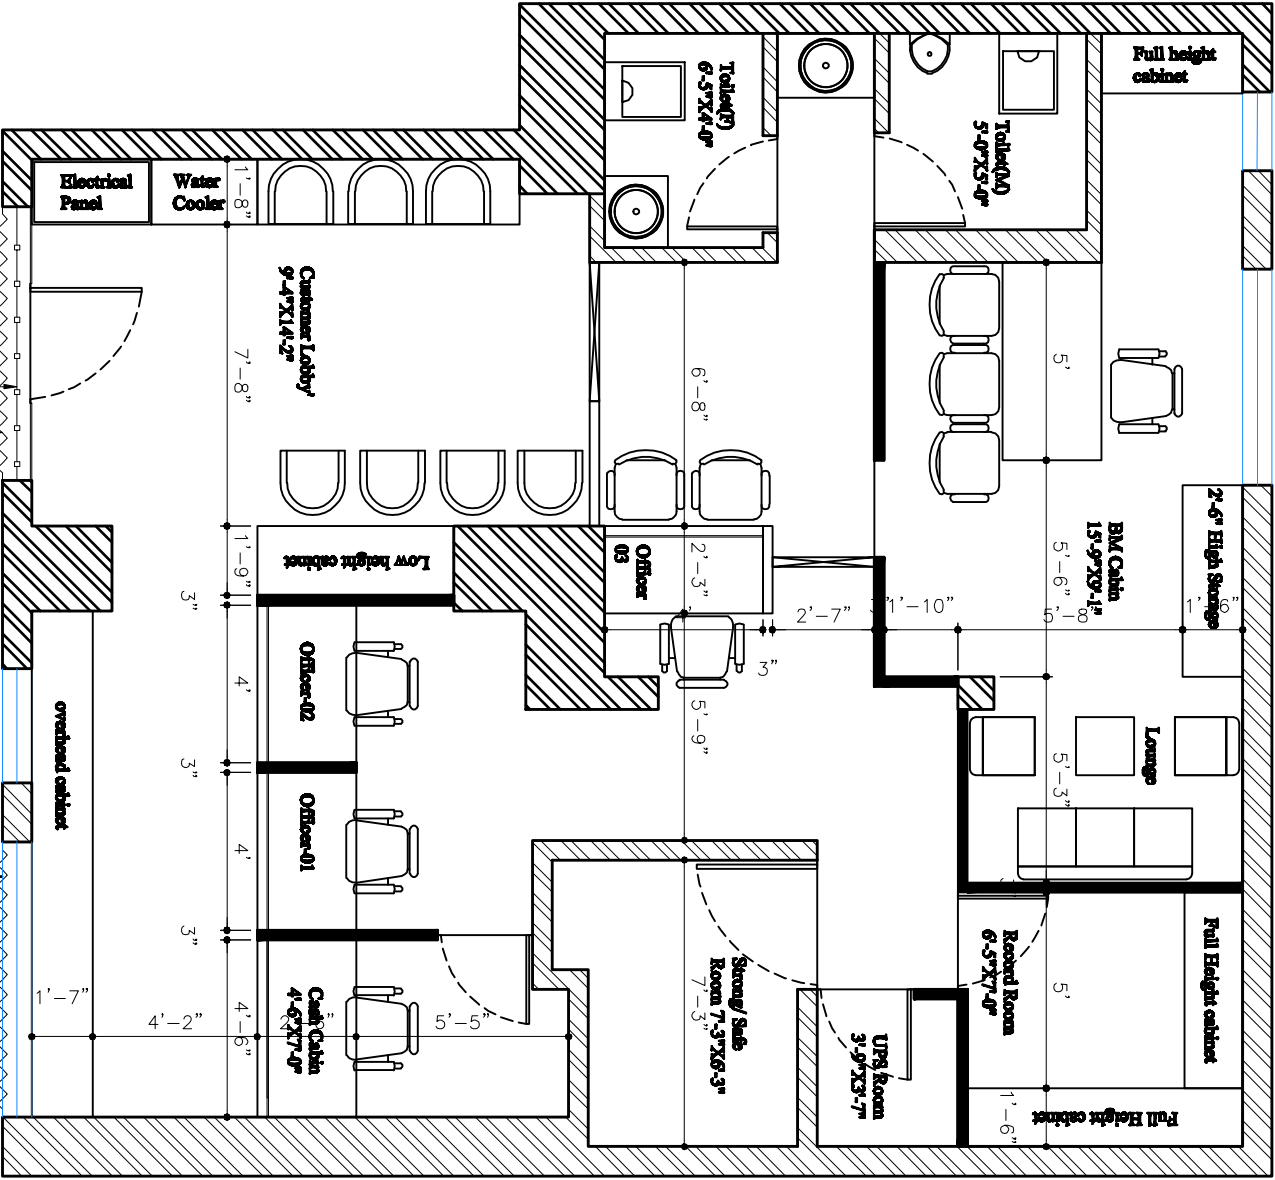 Full height
cabinet
Toilet(F)
6'-5"X4'-0"
Toilet(M)
5'-0"X5'-0"
Electrical
Panel
Water
Cooler
1'-8"
Customer Lobby'
9'-4"X14'-2"
7'-8"
6'-8"
5'
2'-6" High Storage
BM Cabin
15'-9"X9'-1"
5'-6"
Low height cabinet
1'-9"
Officer
03
2'-3"
3"
2'-7"
1'-10"
5'-8
1'-6"
3"
Officer-02
4'
5'-9"
Lounge
5'-3"
overhead cabinet
3"
Officer-01
4'
3"
Full Height cabinet
Record Room
6'-5"X7'-0"
5'
Strong/ Safe
Room 7'-3"X6'-3"
7'-3"
1'-7"
4'-2"
4'-6"
Cash Cabin
4'-6"X7'-0"
5'-5"
UPS Room
3'-9"X3'-7"
Full Height cabinet
1'-6"